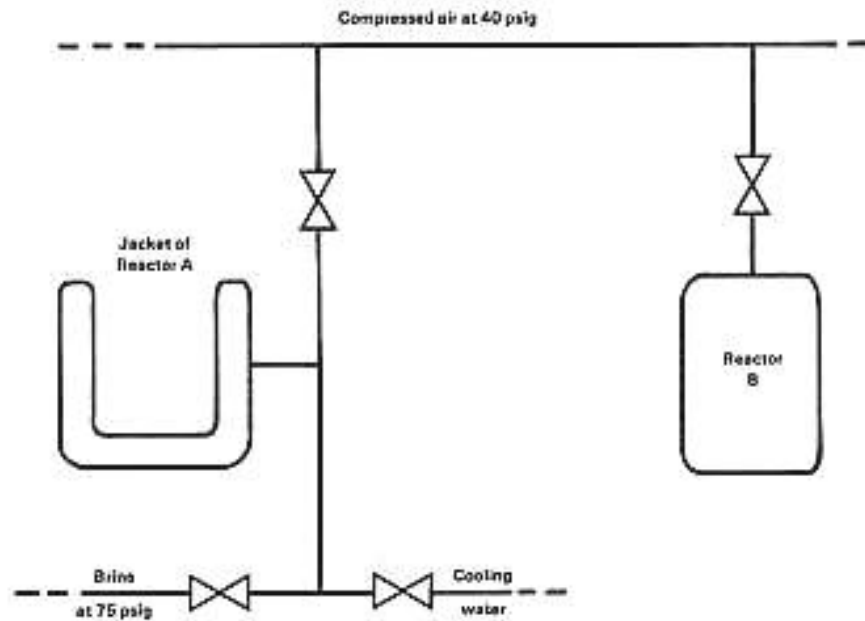 Compressed air at 40 psig
Jacket of
Reactor A
Reactor
B
Brine
at 75 psig
Cooling
water